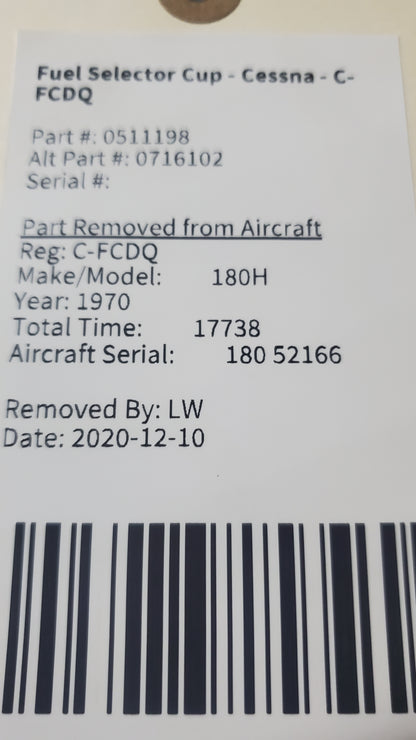 Fuel Selector Cup - Cessna - C-
FCDQ
Part #: 0511198
Alt Part #: 0716102
Serial #:
Part Removed from Aircraft
Reg: C-FCDQ
Make/Model: 180H
Year: 1970
Total Time: 17738
Aircraft Serial: 180 52166
Removed By: LW
Date: 2020-12-10